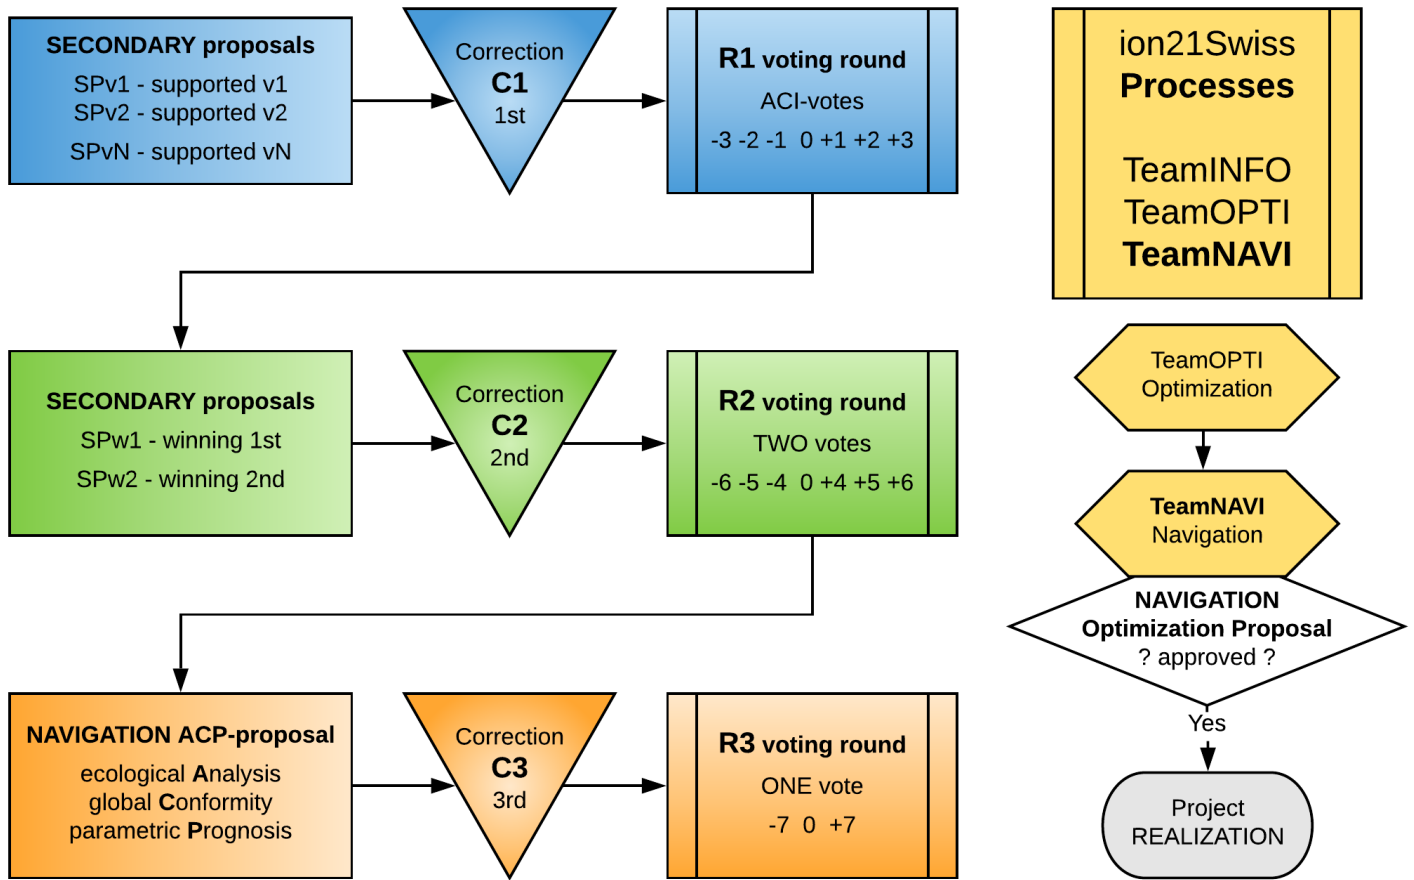 SECONDARY proposals
SPv1 - supported v1
SPv2 - supported v2
SPvN - supported vN
Correction
C1
1st
R1 voting round
ACI-votes
-3 -2 -1  0 +1 +2 +3
SECONDARY proposals
SPw1 - winning 1st
SPw2 - winning 2nd
Correction
C2
2nd
R2 voting round
TWO votes
-6 -5 -4  0 +4 +5 +6
NAVIGATION ACP-proposal
ecological Analysis
global Conformity
parametric Prognosis
Correction
C3
3rd
R3 voting round
ONE vote
-7  0  +7
ion21Swiss
Processes
TeamINFO
TeamOPTI
TeamNAVI
TeamOPTI
Optimization
TeamNAVI
Navigation
NAVIGATION
Optimization Proposal
? approved ?
Yes
Project
REALIZATION